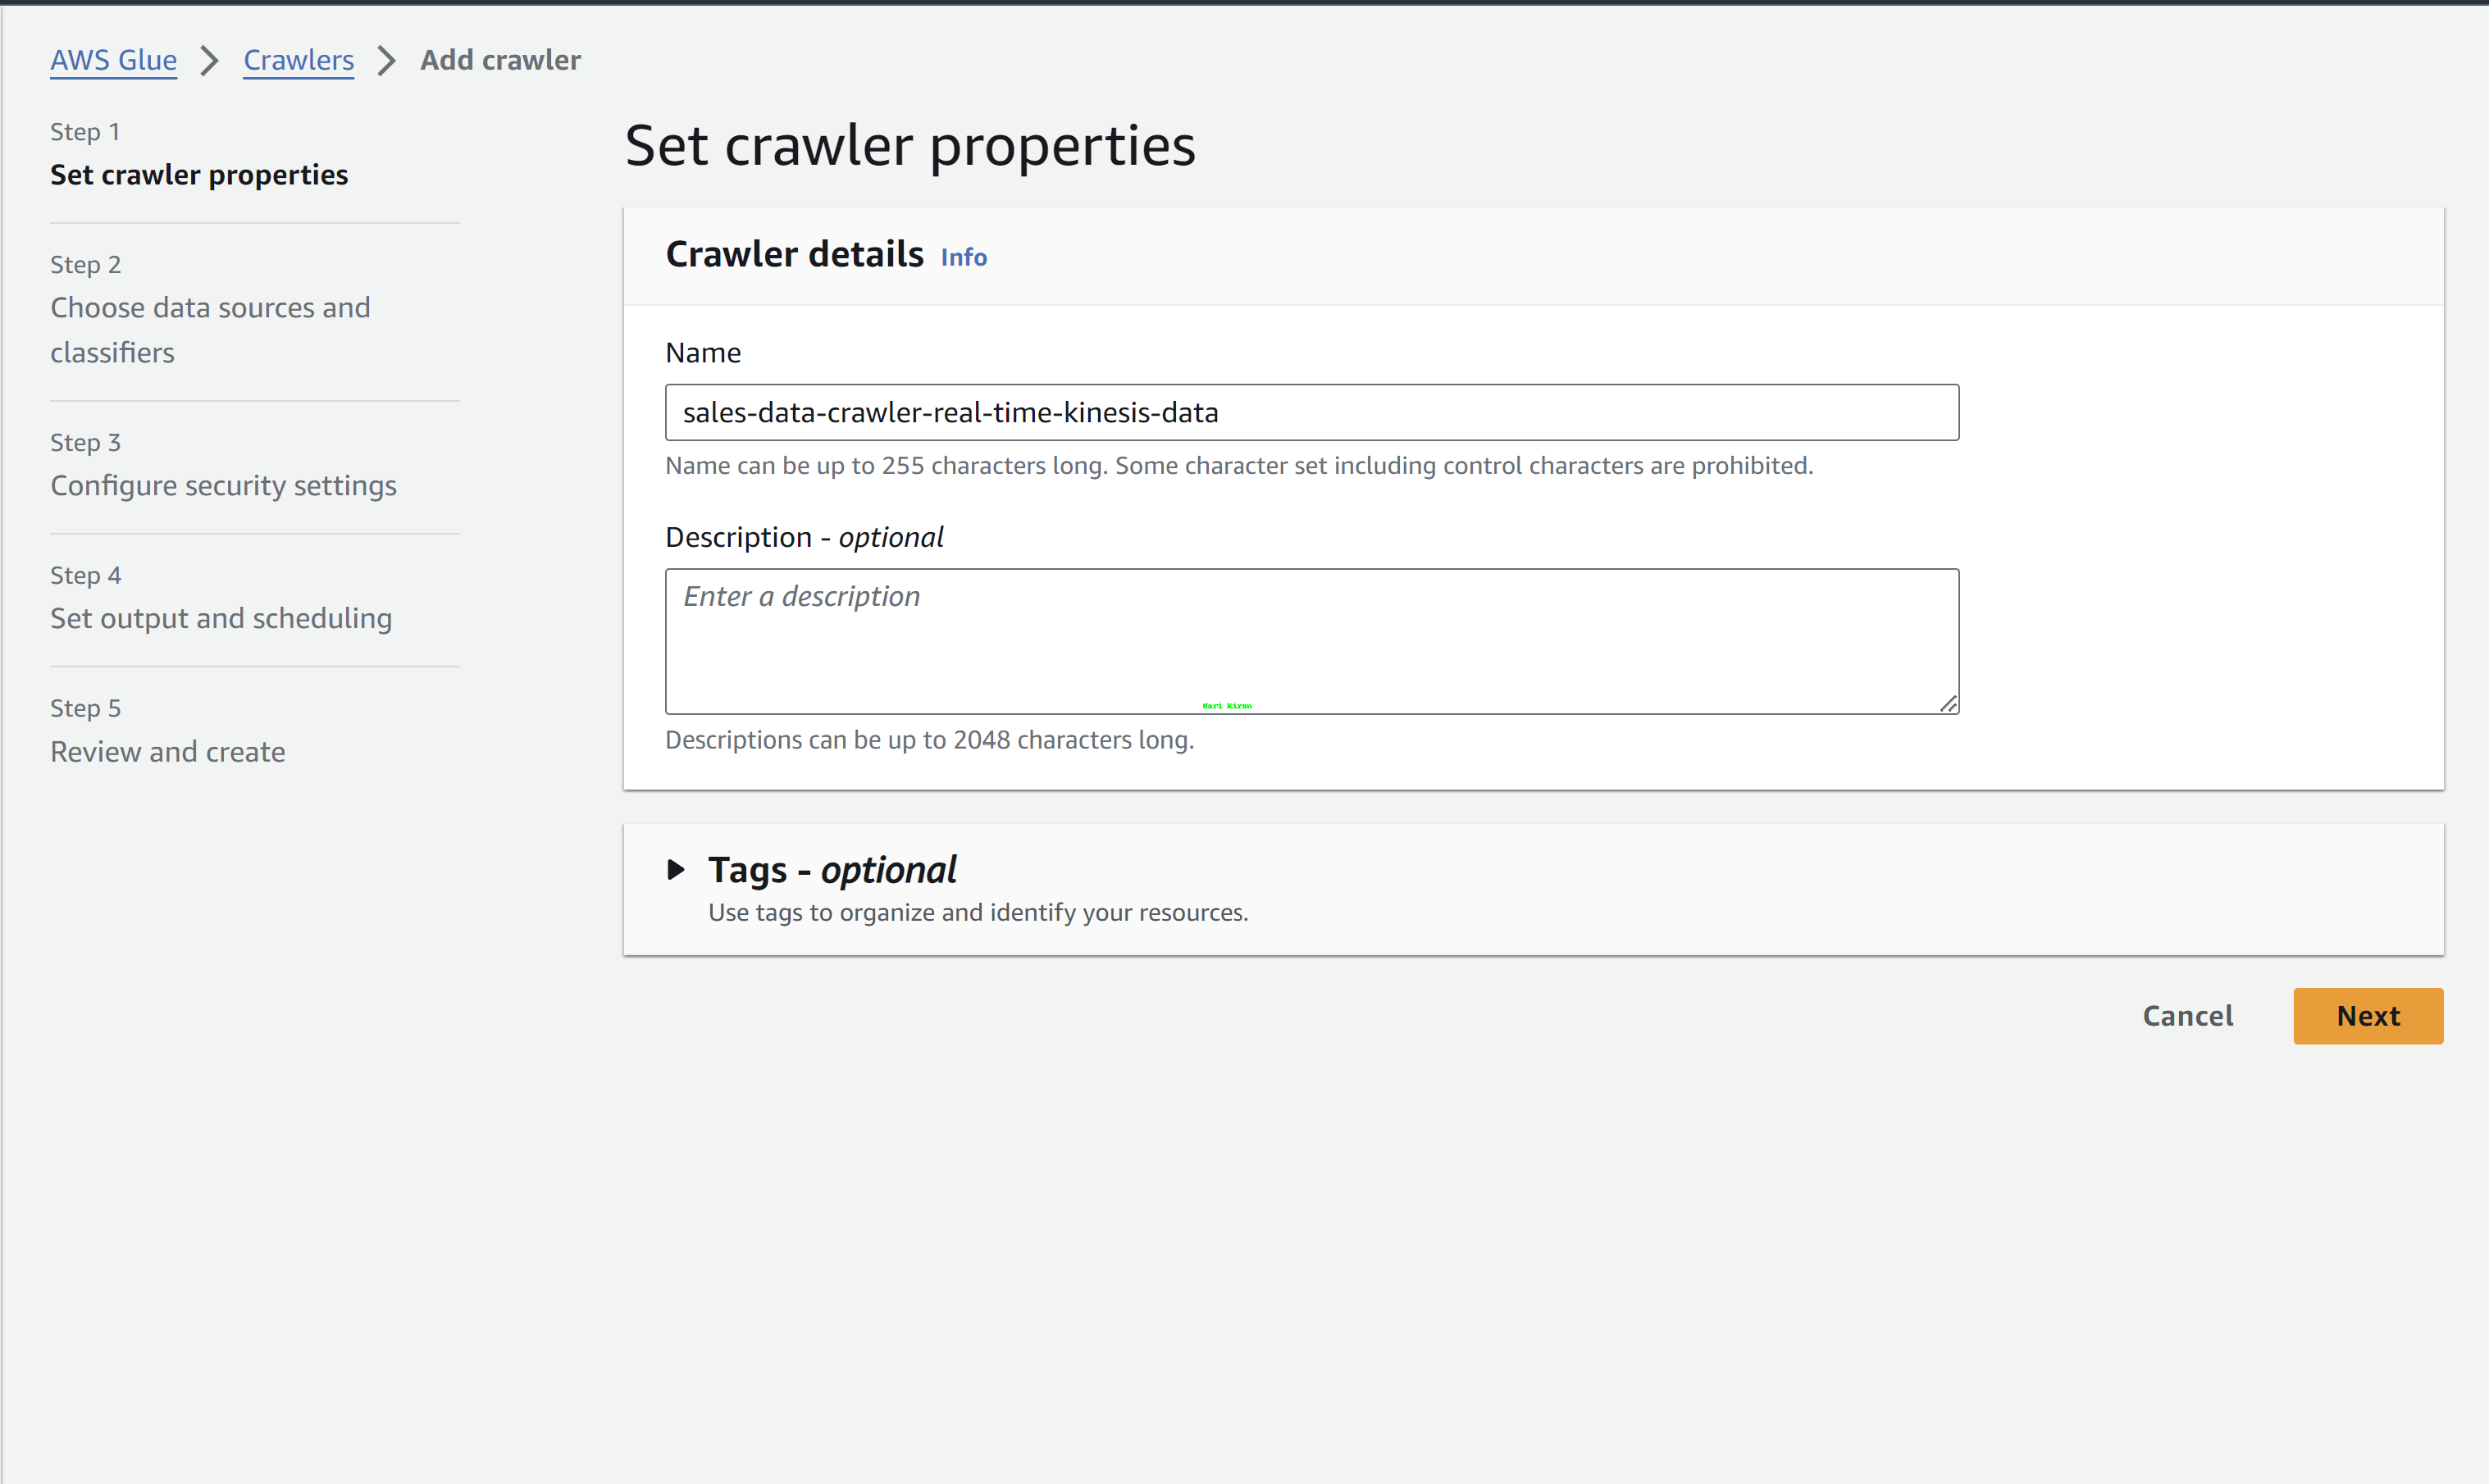 AWS Glue > Crawlers > Add crawler
Step 1
Set crawler properties
Step 2
Choose data sources and
classifiers
Step 3
Configure security settings
Step 4
Set output and scheduling
Step 5
Review and create
Set crawler properties
Crawler details Info
Name
sales-data-crawler-real-time-kinesis-data
Name can be up to 255 characters long. Some character set including control characters are prohibited.
Description - optional
Enter a description
Hari Kiran
Descriptions can be up to 2048 characters long.
Tags - optional
Use tags to organize and identify your resources.
Cancel
Next